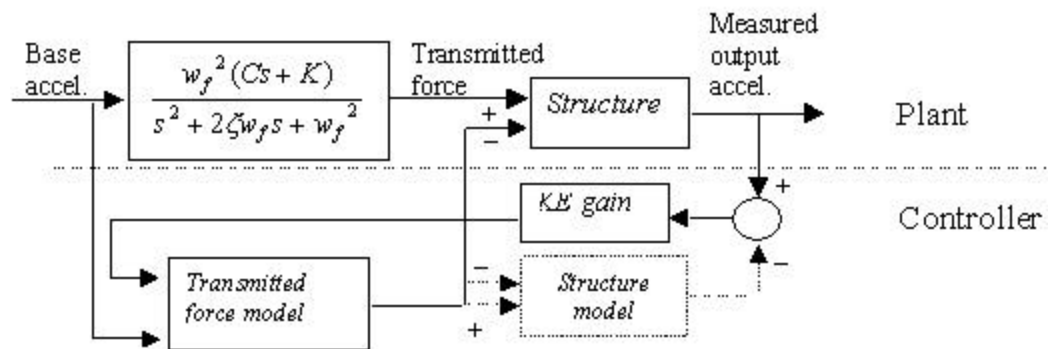 Base
accel.
w_f^2 (Cs + K)
s^2 + 2ζw_f s + w_f^2
Transmitted
force
+
−
Structure
Measured
output
accel.
Plant
KE gain
+
−
Controller
Transmitted
force model
−
+
Structure
model